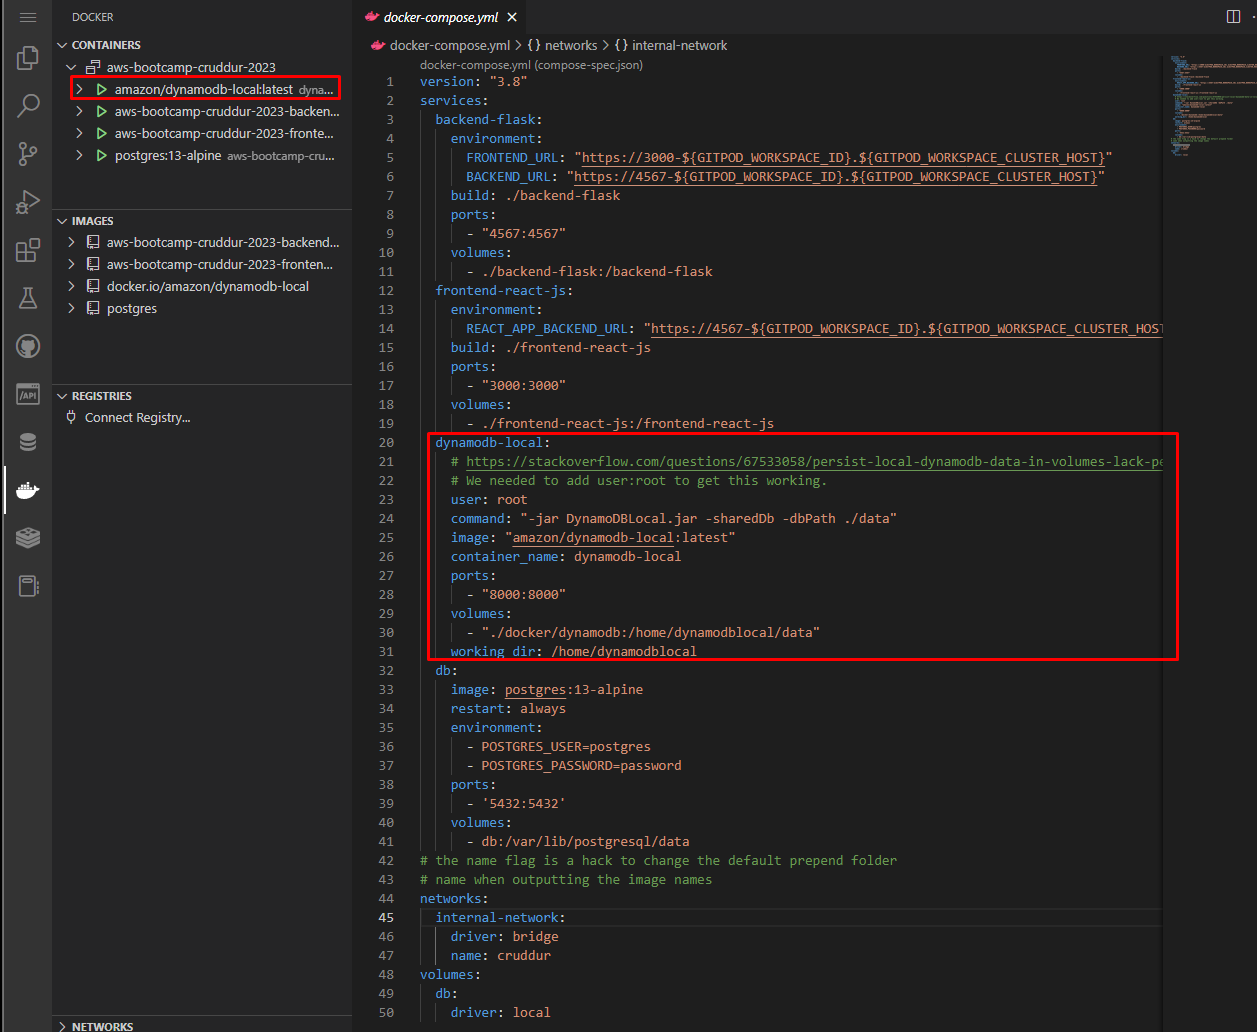 DOCKER
CONTAINERS
aws-bootcamp-cruddur-2023
amazon/dynamodb-local:latest dyna...
aws-bootcamp-cruddur-2023-backen...
aws-bootcamp-cruddur-2023-fronte...
postgres:13-alpine aws-bootcamp-cru...
IMAGES
aws-bootcamp-cruddur-2023-backend...
aws-bootcamp-cruddur-2023-fronten...
docker.io/amazon/dynamodb-local
postgres
REGISTRIES
Connect Registry...
NETWORKS
docker-compose.yml
docker-compose.yml > {} networks > {} internal-network
docker-compose.yml (compose-spec.json)
1 version: "3.8"
2 services:
3 backend-flask:
4 environment:
5 FRONTEND_URL: "https://3000-${GITPOD_WORKSPACE_ID}.${GITPOD_WORKSPACE_CLUSTER_HOST}"
6 BACKEND_URL: "https://4567-${GITPOD_WORKSPACE_ID}.${GITPOD_WORKSPACE_CLUSTER_HOST}"
7 build: ./backend-flask
8 ports:
9 - "4567:4567"
10 volumes:
11 - ./backend-flask:/backend-flask
12 frontend-react-js:
13 environment:
14 REACT_APP_BACKEND_URL: "https://4567-${GITPOD_WORKSPACE_ID}.${GITPOD_WORKSPACE_CLUSTER_HOST
15 build: ./frontend-react-js
16 ports:
17 - "3000:3000"
18 volumes:
19 - ./frontend-react-js:/frontend-react-js
20 dynamodb-local:
21 # https://stackoverflow.com/questions/67533058/persist-local-dynamodb-data-in-volumes-lack-pe
22 # We needed to add user:root to get this working.
23 user: root
24 command: "-jar DynamoDBLocal.jar -sharedDb -dbPath ./data"
25 image: "amazon/dynamodb-local:latest"
26 container_name: dynamodb-local
27 ports:
28 - "8000:8000"
29 volumes:
30 - "./docker/dynamodb:/home/dynamodblocal/data"
31 working_dir: /home/dynamodblocal
32 db:
33 image: postgres:13-alpine
34 restart: always
35 environment:
36 - POSTGRES_USER=postgres
37 - POSTGRES_PASSWORD=password
38 ports:
39 - '5432:5432'
40 volumes:
41 - db:/var/lib/postgresql/data
42 # the name flag is a hack to change the default prepend folder
43 # name when outputting the image names
44 networks:
45 internal-network:
46 driver: bridge
47 name: cruddur
48 volumes:
49 db:
50 driver: local